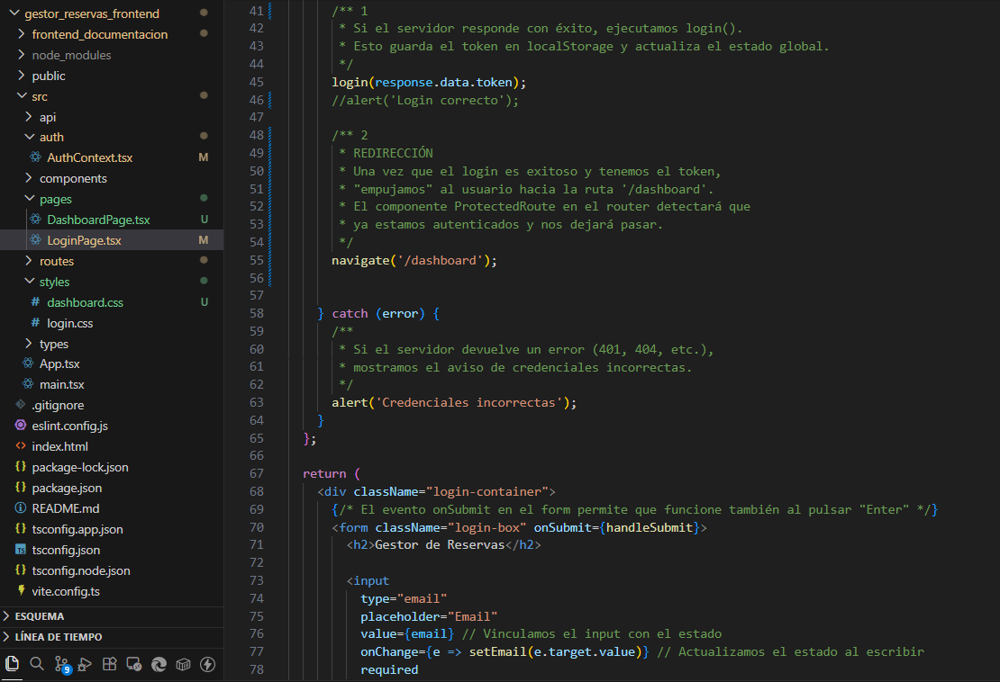 gestor_reservas_frontend
frontend_documentacion
node_modules
public
src
api
auth
AuthContext.tsx M
components
pages
DashboardPage.tsx U
LoginPage.tsx M
routes
styles
# dashboard.css U
# login.css
types
App.tsx
main.tsx
.gitignore
eslint.config.js
<> index.html
{} package-lock.json
{} package.json
README.md
{} tsconfig.app.json
TS tsconfig.json
{} tsconfig.node.json
vite.config.ts
ESQUEMA
LÍNEA DE TIEMPO
9
41 /** 1
42 * Si el servidor responde con éxito, ejecutamos login().
43 * Esto guarda el token en localStorage y actualiza el estado global.
44 */
45 login(response.data.token);
46 //alert('Login correcto');
47
48 /** 2
49 * REDIRECCIÓN
50 * Una vez que el login es exitoso y tenemos el token,
51 * "empujamos" al usuario hacia la ruta '/dashboard'.
52 * El componente ProtectedRoute en el router detectará que
53 * ya estamos autenticados y nos dejará pasar.
54 */
55 navigate('/dashboard');
56
57
58 } catch (error) {
59 /**
60 * Si el servidor devuelve un error (401, 404, etc.),
61 * mostramos el aviso de credenciales incorrectas.
62 */
63 alert('Credenciales incorrectas');
64 }
65 };
66
67 return (
68 <div className="login-container">
69 {/* El evento onSubmit en el form permite que funcione también al pulsar "Enter" */}
70 <form className="login-box" onSubmit={handleSubmit}>
71 <h2>Gestor de Reservas</h2>
72
73 <input
74 type="email"
75 placeholder="Email"
76 value={email} // Vinculamos el input con el estado
77 onChange={e => setEmail(e.target.value)} // Actualizamos el estado al escribir
78 required